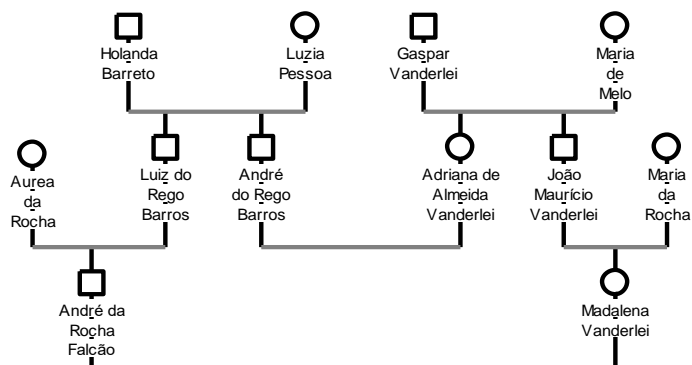 Holanda
Barreto
Luzia
Pessoa
Gaspar
Vanderlei
Maria
de
Melo
Aurea
da
Rocha
Luiz do
Rego
Barros
André
do Rego
Barros
Adriana de
Almeida
Vanderlei
João
Maurício
Vanderlei
Maria
da
Rocha
André da
Rocha
Falcão
Madalena
Vanderlei